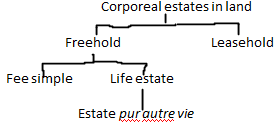 Corporeal estates in land
Freehold Leasehold
Fee simple Life estate
Estate pur autre vie